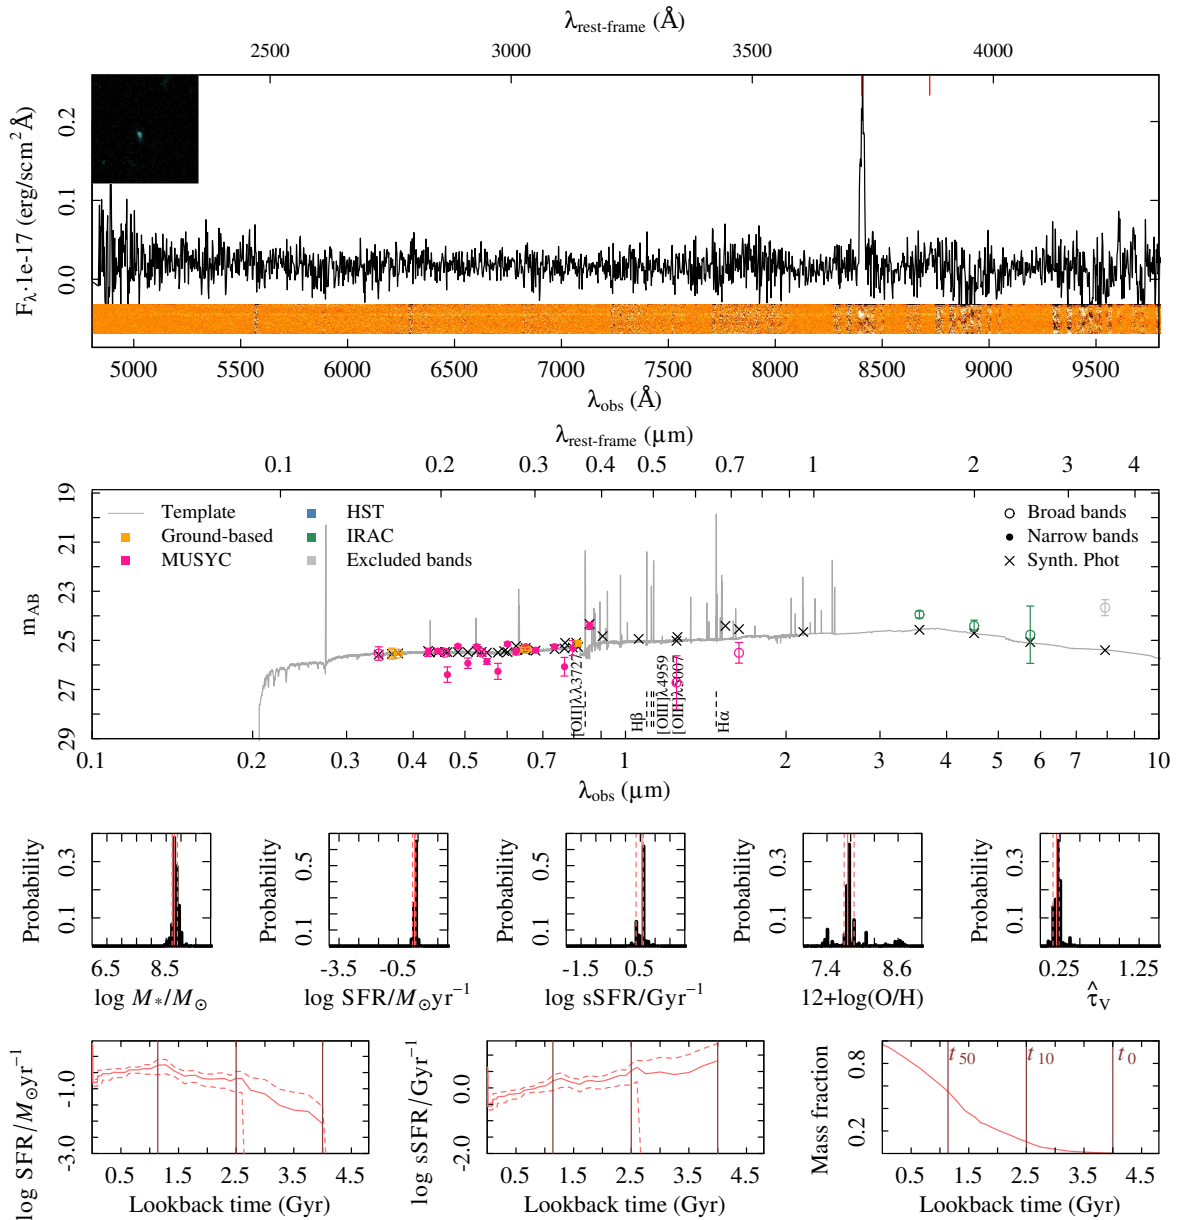 λrest-frame (Å)
2500 3000 3500 4000
Fλ·1e-17 (erg/scm²Å)
0.0 0.1 0.2
5000 5500 6000 6500 7000 7500 8000 8500 9000 9500
λobs (Å)
λrest-frame (μm)
0.1 0.2 0.3 0.4 0.5 0.7 1 2 3 4
mAB
19 21 23 25 27 29
Template
Ground-based
MUSYC
HST
IRAC
Excluded bands
Broad bands
Narrow bands
Synth. Phot
[OII]λλ3727
Hβ
[OIII]λ4959
[OIII]λ5007
Hα
0.1 0.2 0.3 0.4 0.5 0.7 1 2 3 4 5 6 7 8 10
λobs (μm)
Probability
0.1 0.3
6.5 8.5
log M*/M⊙
Probability
0.1 0.5
-3.5 -0.5
log SFR/M⊙yr⁻¹
Probability
0.1 0.5
-1.5 0.5
log sSFR/Gyr⁻¹
Probability
0.1 0.3
7.4 8.6
12+log(O/H)
Probability
0.1 0.3
0.25 1.25
τ̂V
log SFR/M⊙yr⁻¹
-3.0 -1.0
0.5 1.5 2.5 3.5 4.5
Lookback time (Gyr)
log sSFR/Gyr⁻¹
-2.0 0.0
0.5 1.5 2.5 3.5 4.5
Lookback time (Gyr)
Mass fraction
0.2 0.8
t50 t10 t0
0.5 1.5 2.5 3.5 4.5
Lookback time (Gyr)